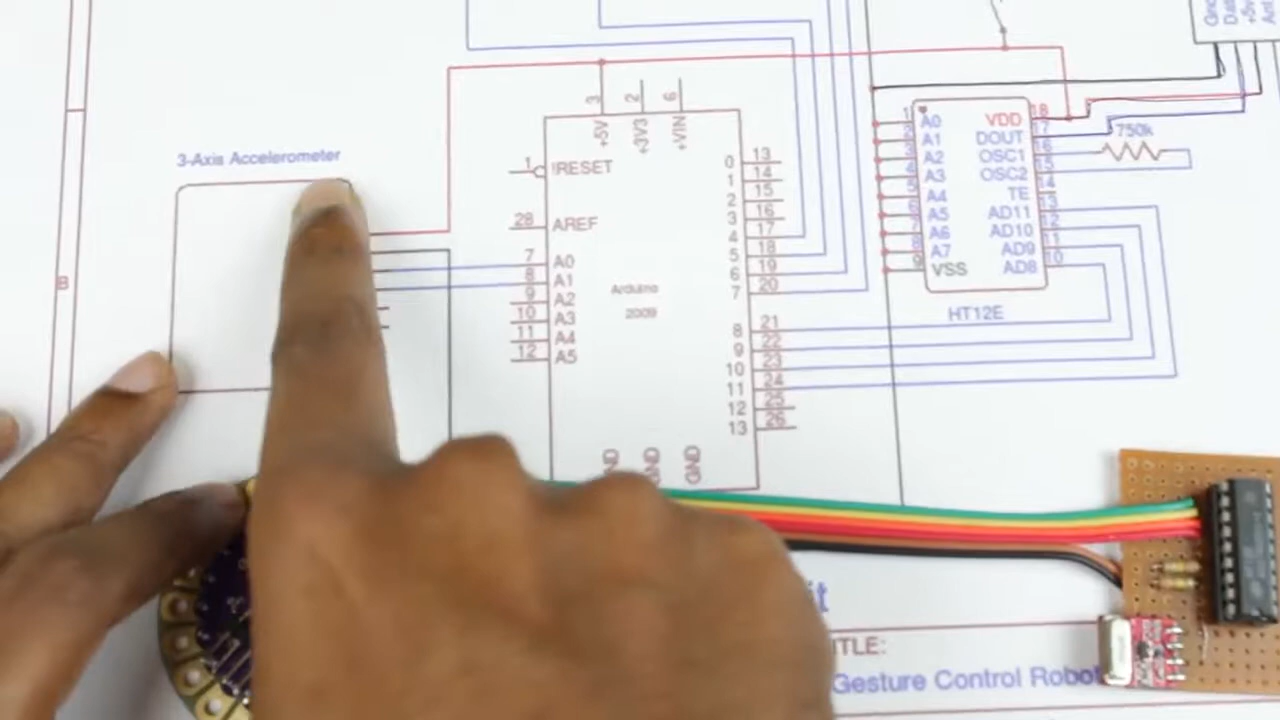 Gnd
+5v
3-Axis Accelerometer
3
2
6
+5V
+3V3
+VIN
1
!RESET
28
AREF
7
A0
8
A1
9
A2
10
A3
11
A4
12
A5
Arduino
2009
0
13
1
14
2
15
3
16
4
17
5
18
6
19
7
20
8
21
9
22
10
23
11
24
12
25
13
26
ND
ND
GND
1
A0
2
A1
3
A2
4
A3
5
A4
6
A5
7
A6
8
A7
9
VSS
VDD
18
DOUT
17
OSC1
16
OSC2
15
TE
14
AD11
13
AD10
12
AD9
11
AD8
10
750k
HT12E
B
it
ITLE:
Gesture Control Robot